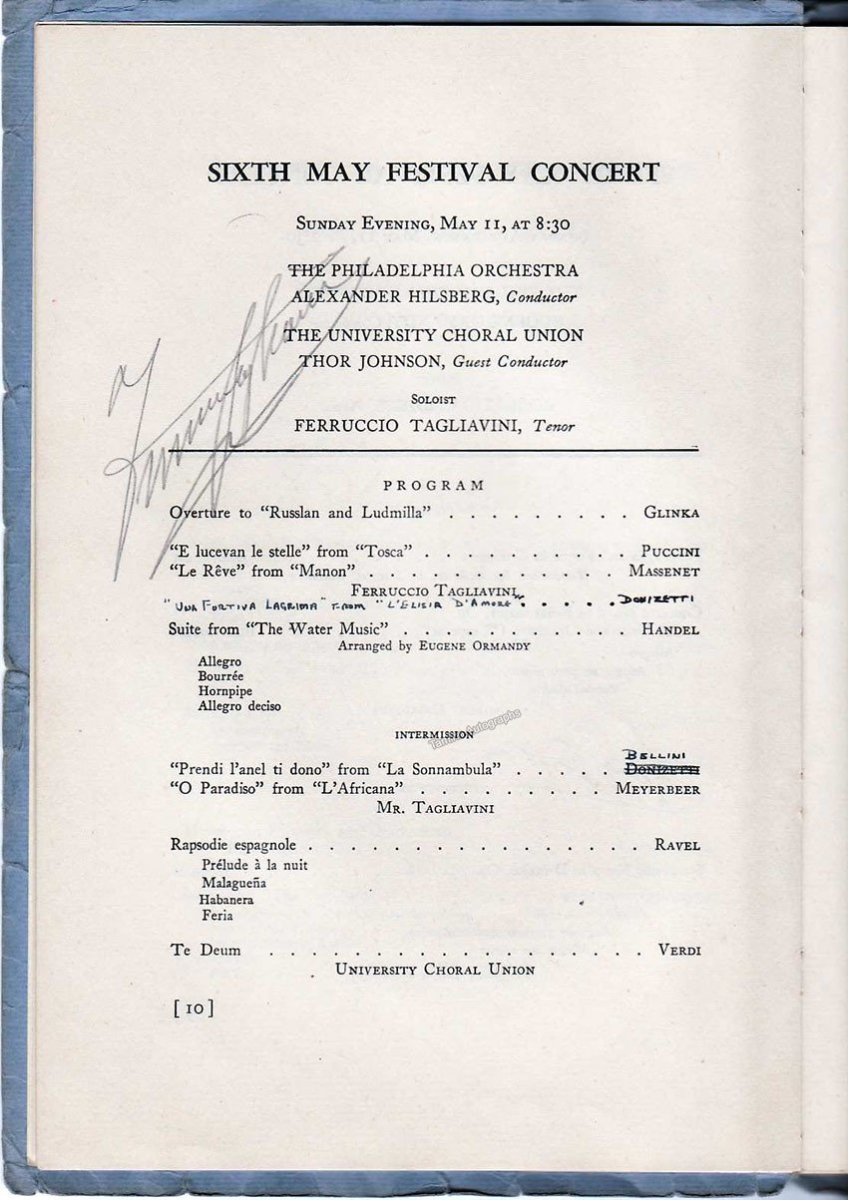 SIXTH MAY FESTIVAL CONCERT
SUNDAY EVENING, MAY 11, AT 8:30
THE PHILADELPHIA ORCHESTRA
ALEXANDER HILSBERG, Conductor
THE UNIVERSITY CHORAL UNION
THOR JOHNSON, Guest Conductor
SOLOIST
FERRUCCIO TAGLIAVINI, Tenor
PROGRAM
Overture to "Russlan and Ludmilla" . . . . . . . . . GLINKA
"E lucevan le stelle" from "Tosca" . . . . . . . . . . PUCCINI
"Le Rêve" from "Manon" . . . . . . . . . . . . MASSENET
FERRUCCIO TAGLIAVINI
"UNA FORTIVA LAGRIMA" FROM "L'ELISIR D'AMORE" . . . . . DONIZETTI
Suite from "The Water Music" . . . . . . . . . . . HANDEL
Arranged by EUGENE ORMANDY
Allegro
Bourrée
Hornpipe
Allegro deciso
Tamino Autographs
INTERMISSION
BELLINI
"Prendi l'anel ti dono" from "La Sonnambula" . . . . . DONIZETTI
"O Paradiso" from "L'Africana" . . . . . . . . . MEYERBEER
MR. TAGLIAVINI
Rapsodie espagnole . . . . . . . . . . . . . . . . RAVEL
Prélude à la nuit
Malagueña
Habanera
Feria
Te Deum . . . . . . . . . . . . . . . . . . VERDI
UNIVERSITY CHORAL UNION
[ 10 ]